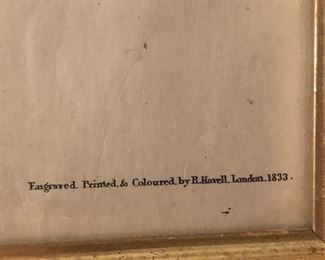 Engraved, Printed, & Coloured, by R. Havell, London, 1833.